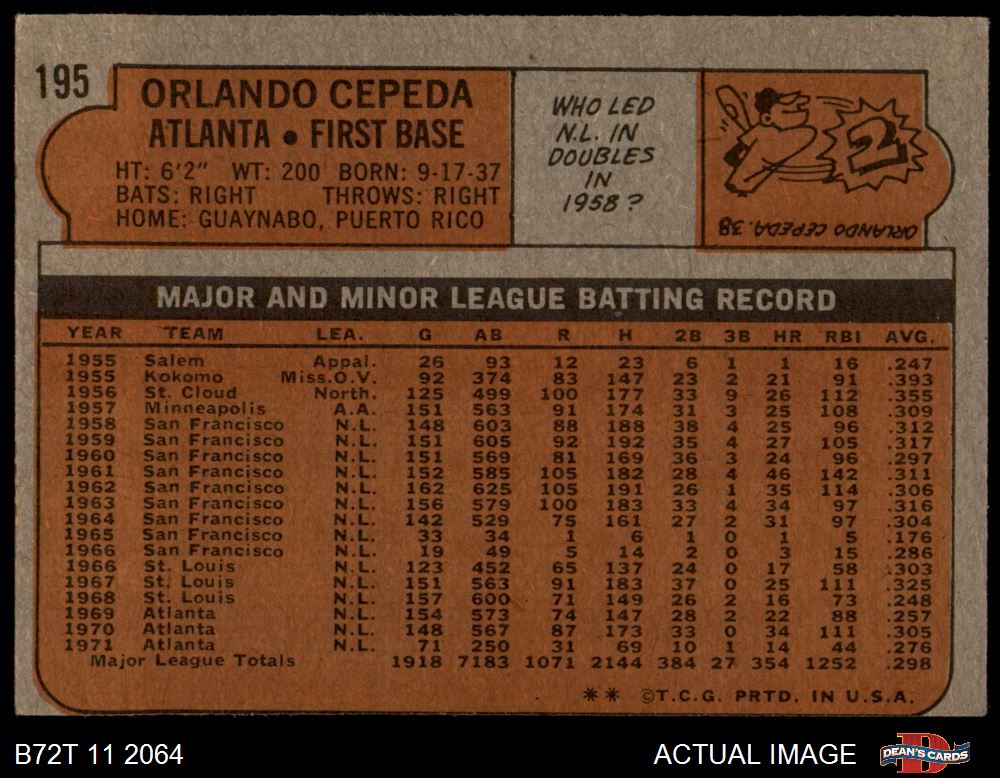 195
ORLANDO CEPEDA
ATLANTA • FIRST BASE
HT: 6'2" WT: 200 BORN: 9-17-37
BATS: RIGHT THROWS: RIGHT
HOME: GUAYNABO, PUERTO RICO
WHO LED
N.L. IN
DOUBLES
IN
1958?
2
ORLANDO CEPEDA. 38
MAJOR AND MINOR LEAGUE BATTING RECORD
YEAR TEAM LEA. G AB R H 2B 3B HR RBI AVG.
1955 Salem Appal. 26 93 12 23 6 1 1 16 .247
1955 Kokomo Miss.O.V. 92 374 83 147 23 2 21 91 .393
1956 St. Cloud North. 125 499 100 177 33 9 26 112 .355
1957 Minneapolis A.A. 151 563 91 174 31 3 25 108 .309
1958 San Francisco N.L. 148 603 88 188 38 4 25 96 .312
1959 San Francisco N.L. 151 605 92 192 35 4 27 105 .317
1960 San Francisco N.L. 151 569 81 169 36 3 24 96 .297
1961 San Francisco N.L. 152 585 105 182 28 4 46 142 .311
1962 San Francisco N.L. 162 625 105 191 26 1 35 114 .306
1963 San Francisco N.L. 156 579 100 183 33 4 34 97 .316
1964 San Francisco N.L. 142 529 75 161 27 2 31 97 .304
1965 San Francisco N.L. 33 34 1 6 1 0 1 5 .176
1966 San Francisco N.L. 19 49 5 14 2 0 3 15 .286
1966 St. Louis N.L. 123 452 65 137 24 0 17 58 .303
1967 St. Louis N.L. 151 563 91 183 37 0 25 111 .325
1968 St. Louis N.L. 157 600 71 149 26 2 16 73 .248
1969 Atlanta N.L. 154 573 74 147 28 2 22 88 .257
1970 Atlanta N.L. 148 567 87 173 33 0 34 111 .305
1971 Atlanta N.L. 71 250 31 69 10 1 14 44 .276
Major League Totals 1918 7183 1071 2144 384 27 354 1252 .298
** ©T.C.G. PRTD. IN U.S.A.
B72T 11 2064
ACTUAL IMAGE
DEAN'S CARDS